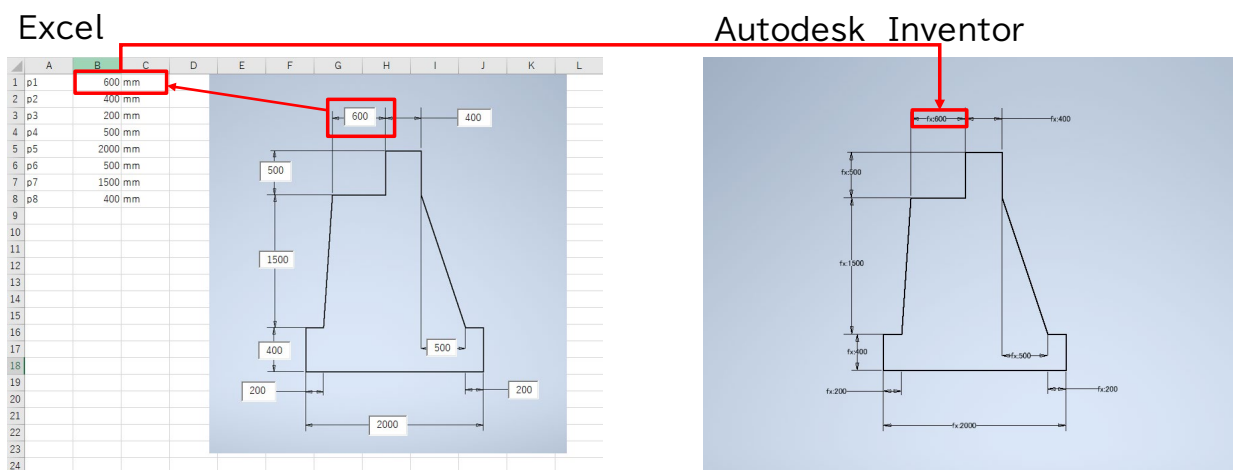 Excel
Autodesk Inventor
A B C D E F G H I J K L
1 p1 600 mm
2 p2 400 mm
3 p3 200 mm
4 p4 500 mm
5 p5 2000 mm
6 p6 500 mm
7 p7 1500 mm
8 p8 400 mm
9
10
11
12
13
14
15
16
17
18
19
20
21
22
23
24
600
400
500
1500
400
500
200
200
2000
fx:600
fx:400
fx:500
fx:1500
fx:400
fx:500
fx:200
fx:200
fx:2000